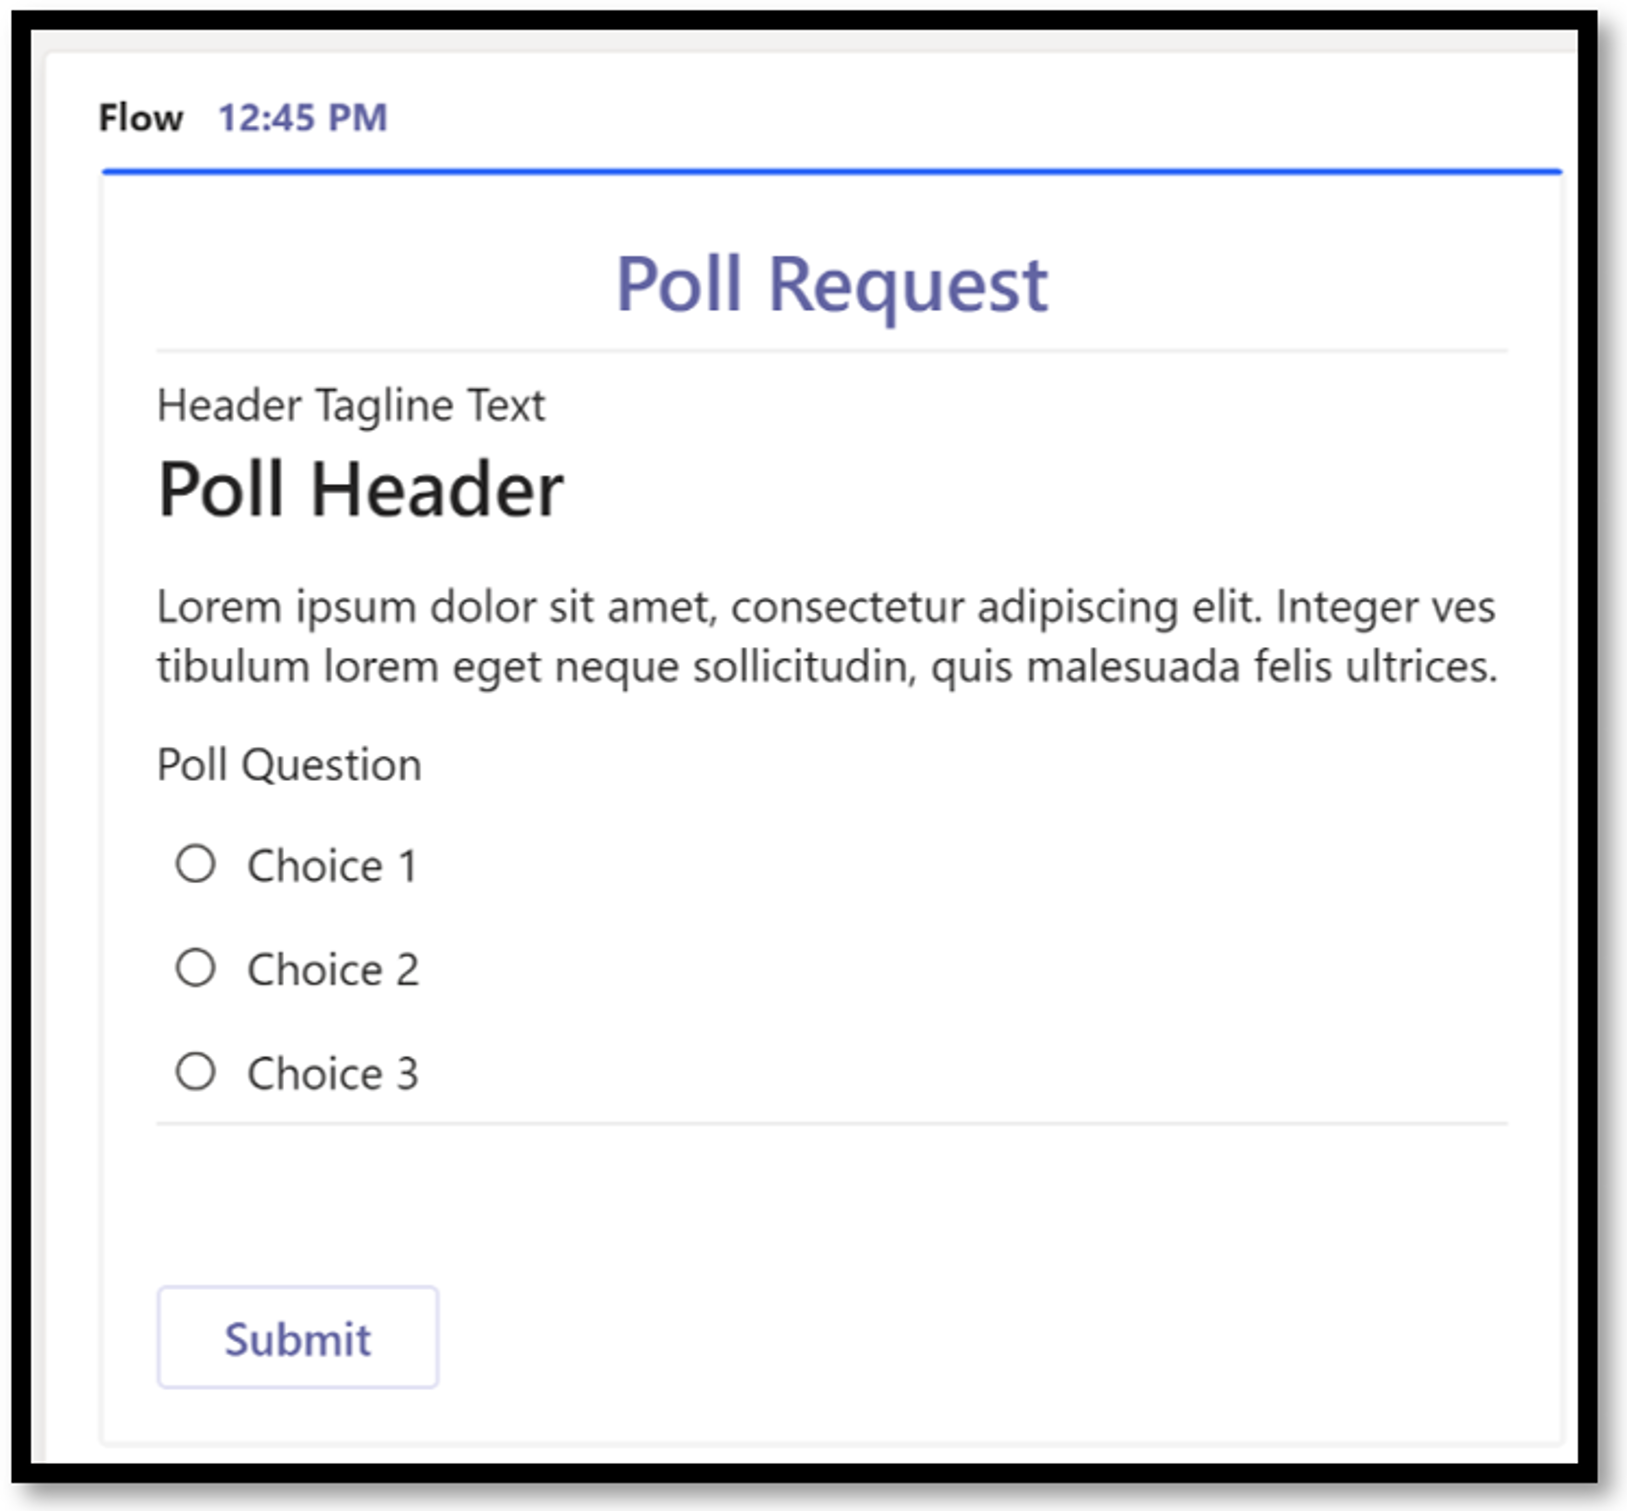 Flow 12:45 PM
Poll Request
Header Tagline Text
Poll Header
Lorem ipsum dolor sit amet, consectetur adipiscing elit. Integer ves
tibulum lorem eget neque sollicitudin, quis malesuada felis ultrices.
Poll Question
Choice 1
Choice 2
Choice 3
Submit